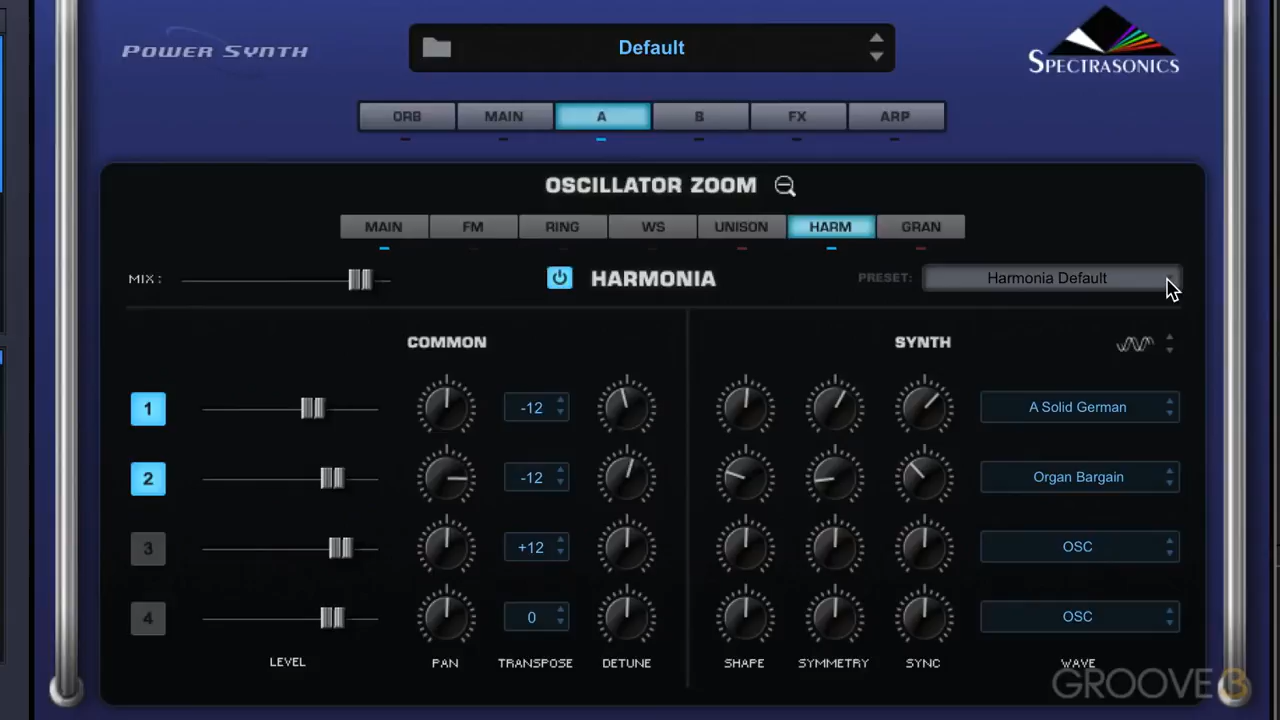 POWER SYNTH
Default
SPECTRASONICS
ORB MAIN A B FX ARP
OSCILLATOR ZOOM
MAIN FM RING WS UNISON HARM GRAN
MIX: HARMONIA PRESET: Harmonia Default
COMMON SYNTH
1 -12 A Solid German
2 -12 Organ Bargain
3 +12 OSC
4 0 OSC
LEVEL PAN TRANSPOSE DETUNE SHAPE SYMMETRY SYNC WAVE
GROOVE3